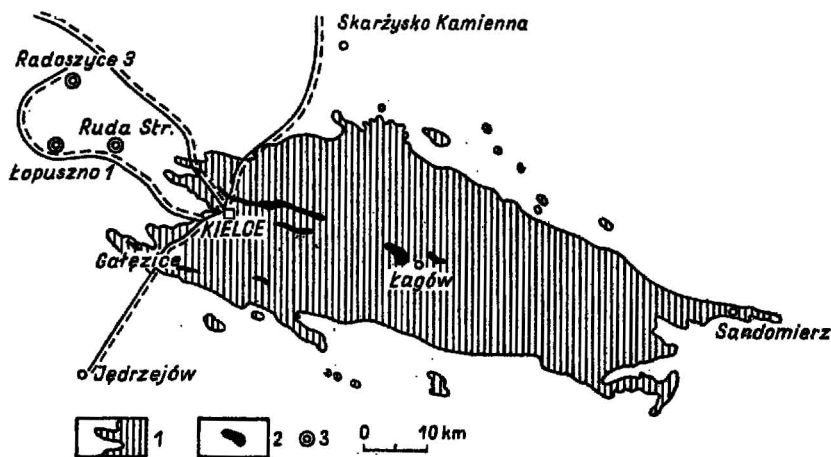 Skarżysko Kamienna
Radoszyce 3
Ruda Str.
Łopuszno 1
KIELCE
Gałęzice
Łagów
Sandomierz
Jędrzejów
1
2
3
0 10 km